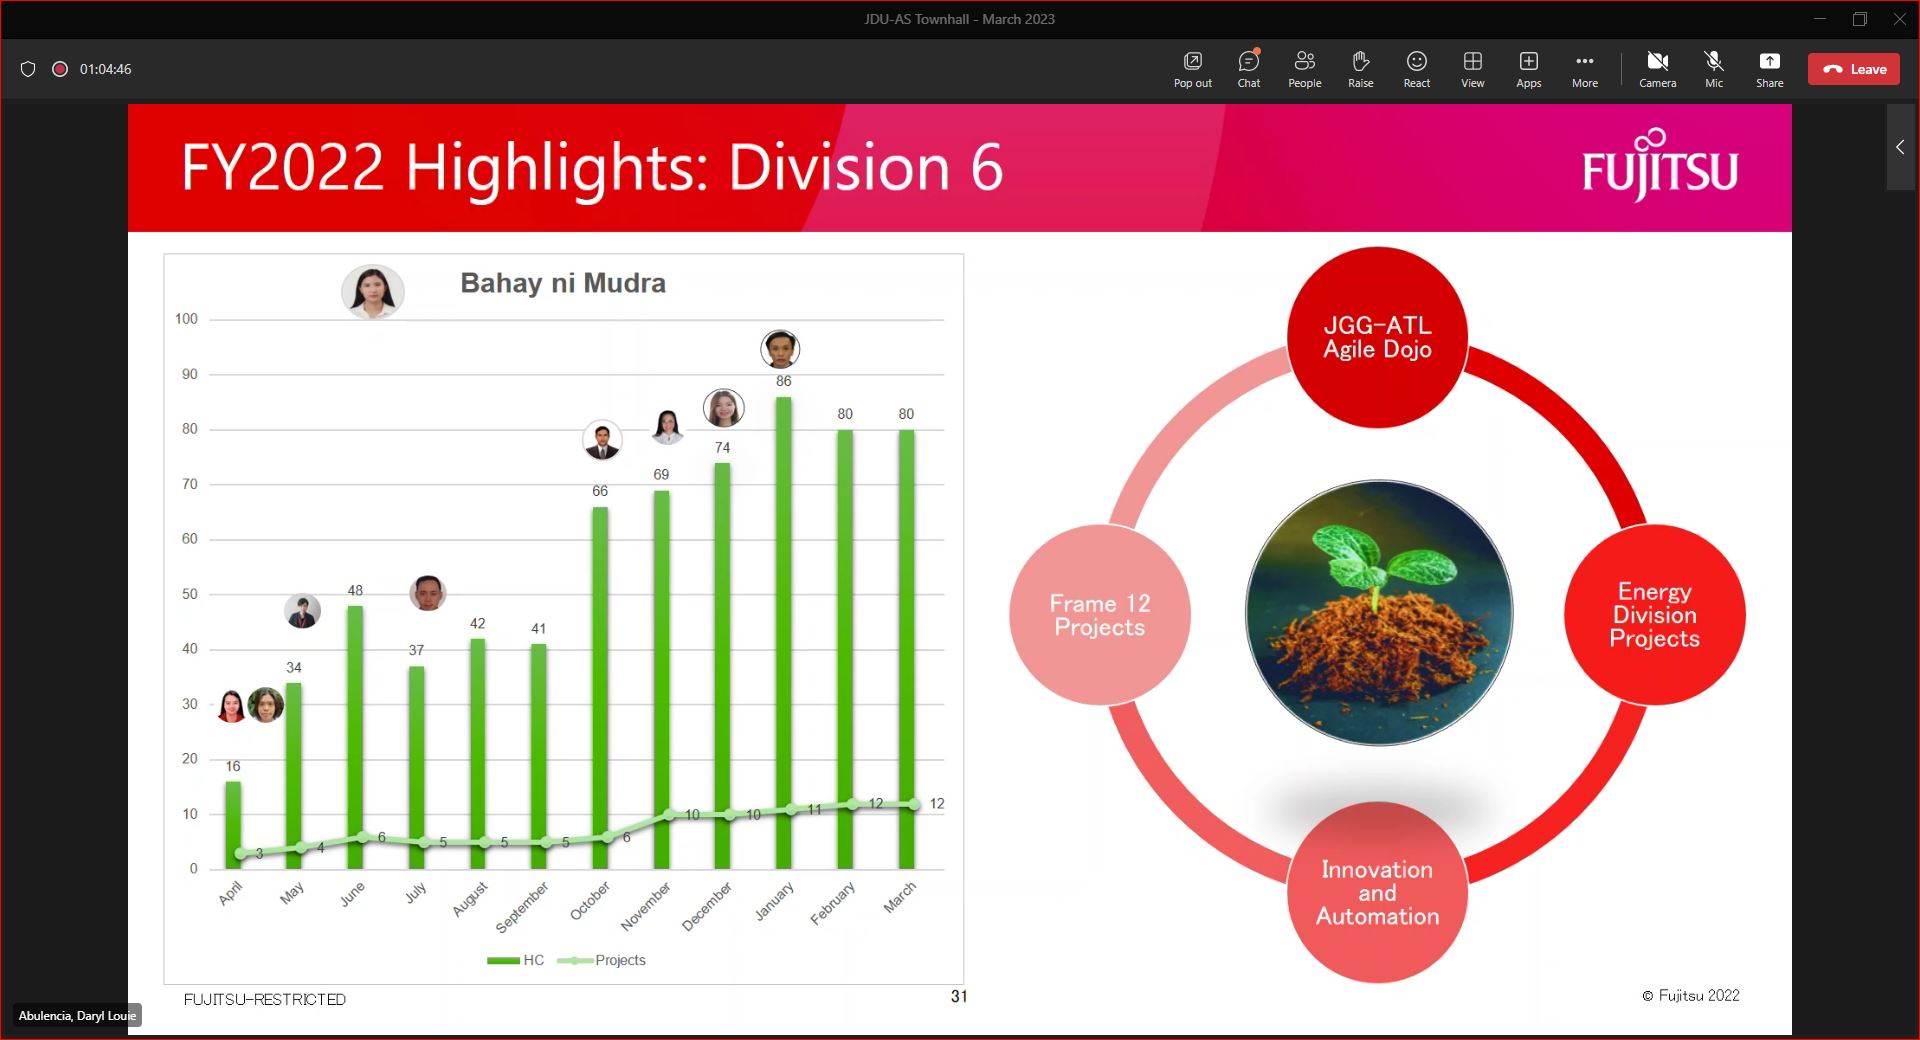 JDU-AS Townhall - March 2023
01:04:46
Pop out
Chat
People
Raise
React
View
Apps
More
Camera
Mic
Share
Leave
FY2022 Highlights: Division 6
FUJITSU
Bahay ni Mudra
100
90
80
70
60
50
40
30
20
10
0
16
34
48
37
42
41
66
69
74
86
80
80
3
4
6
5
5
5
6
10
10
11
12
12
April
May
June
July
August
September
October
November
December
January
February
March
HC
Projects
JGG-ATL
Agile Dojo
Frame 12
Projects
Energy
Division
Projects
Innovation
and
Automation
FUJITSU-RESTRICTED
31
© Fujitsu 2022
Abulencia, Daryl Louie